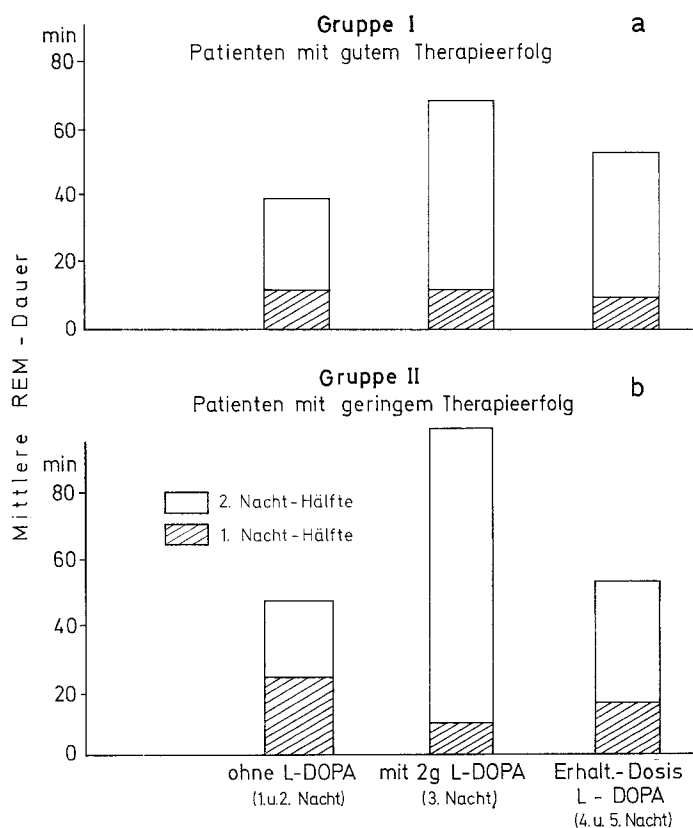 Gruppe I
a
Patienten mit gutem Therapieerfolg
min
80
60
40
20
0
Mittlere REM - Dauer
Gruppe II
b
Patienten mit geringem Therapieerfolg
min
80
60
40
20
0
2. Nacht-Hälfte
1. Nacht-Hälfte
ohne L-DOPA
(1.u.2. Nacht)
mit 2g L-DOPA
(3. Nacht)
Erhalt.-Dosis
L - DOPA
(4. u. 5. Nacht)